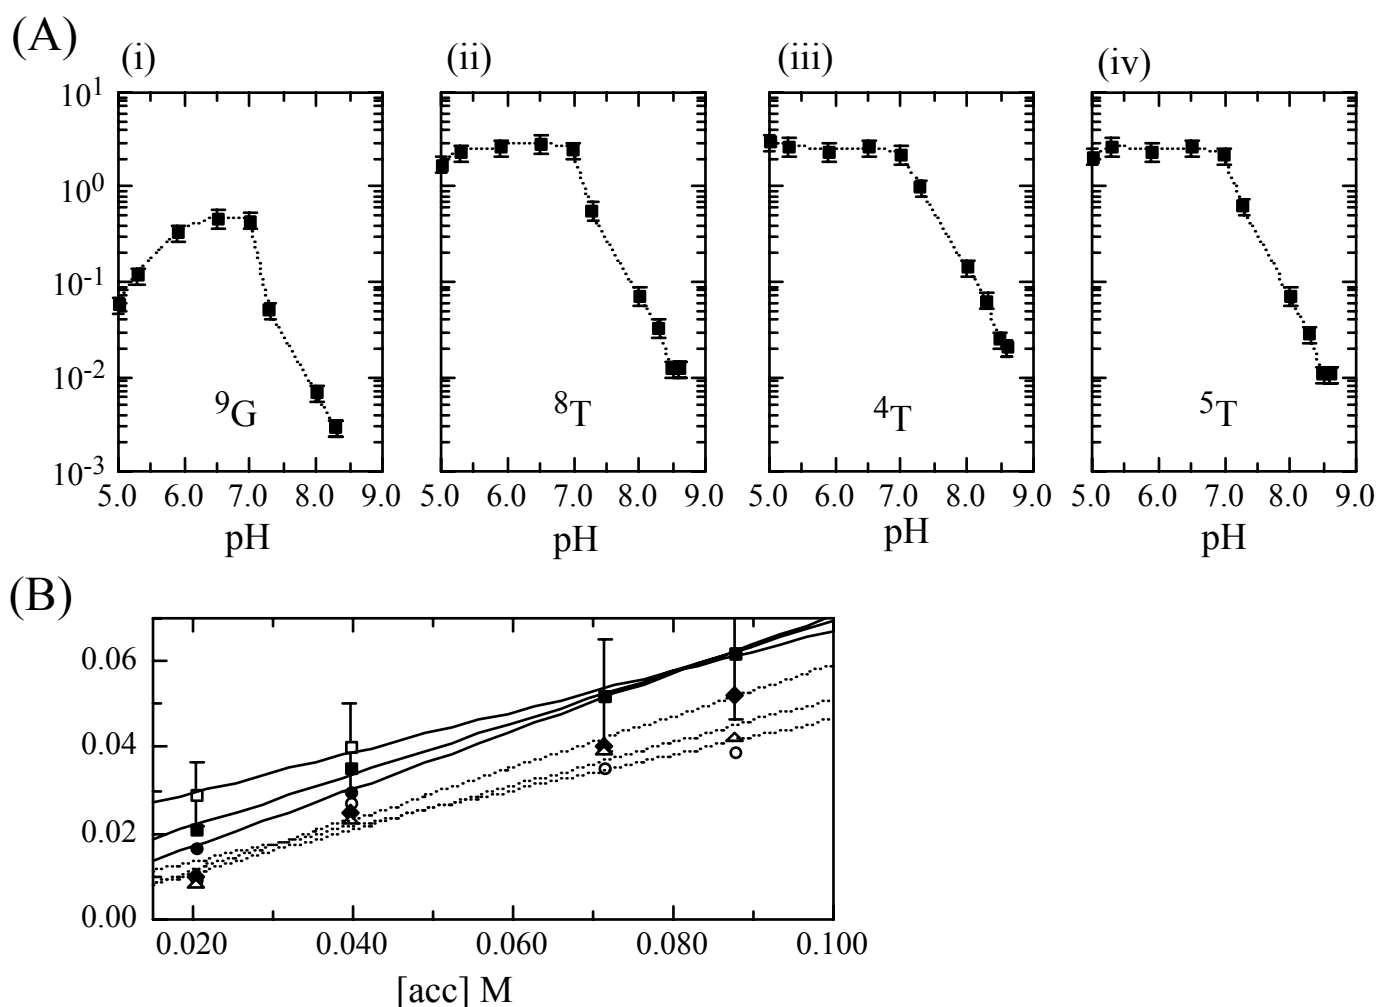 (A)
(i) (ii) (iii) (iv)
10¹
10⁰
10⁻¹
10⁻²
10⁻³
⁹G ⁸T ⁴T ⁵T
5.0 6.0 7.0 8.0 9.0 5.0 6.0 7.0 8.0 9.0 5.0 6.0 7.0 8.0 9.0 5.0 6.0 7.0 8.0 9.0
pH pH pH pH
(B)
0.06
0.04
0.02
0.00
0.020 0.040 0.060 0.080 0.100
[acc] M